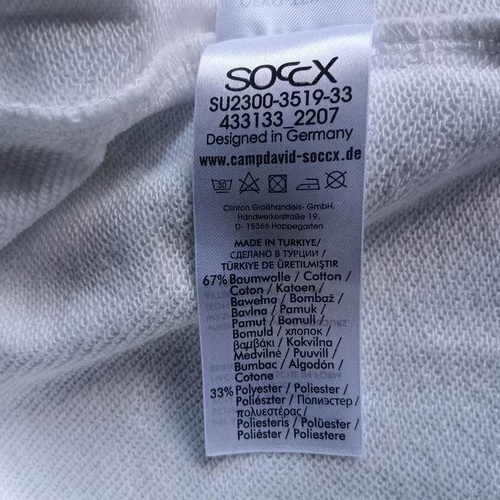 SOCCX
SU2300-3519-33
433133_2207
Designed in Germany
www.campdavid-soccx.de
30
Clinton Großhandels- GmbH.
Handwerkerstraße 19,
D- 15366 Hoppegarten
MADE IN TURKIYE/
СДЕЛАНО В ТУРЦИИ/
TÜRKİYE DE ÜRETİLMİŞTİR
67% Baumwolle / Cotton /
Coton / Katoen /
Bawełna / Bombaž /
Bavlna / Pamuk /
Pamut / Bomull /
Bomuld / хлопок /
βαμβάκι / Kokvilna /
Medvilnė / Puuvill /
Bumbac / Algodón /
Cotone
33% Polyester / Poliester /
Poliészter / Полиэстер /
πολυεστέρας /
Poliesteris / Polüester /
Poliéster / Poliestere